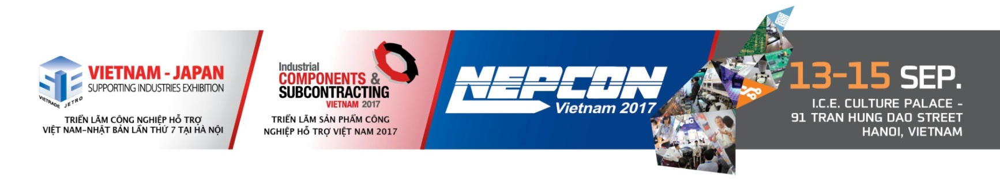 SIE
VIETRADE JETRO
VIETNAM - JAPAN
SUPPORTING INDUSTRIES EXHIBITION
TRIỂN LÃM CÔNG NGHIỆP HỖ TRỢ
VIỆT NAM-NHẬT BẢN LẦN THỨ 7 TẠI HÀ NỘI
Industrial
COMPONENTS &
SUBCONTRACTING
VIETNAM 2017
TRIỂN LÃM SẢN PHẨM CÔNG
NGHIỆP HỖ TRỢ VIỆT NAM 2017
NEPCON
Vietnam 2017
13-15 SEP.
I.C.E. CULTURE PALACE -
91 TRAN HUNG DAO STREET
HANOI, VIETNAM